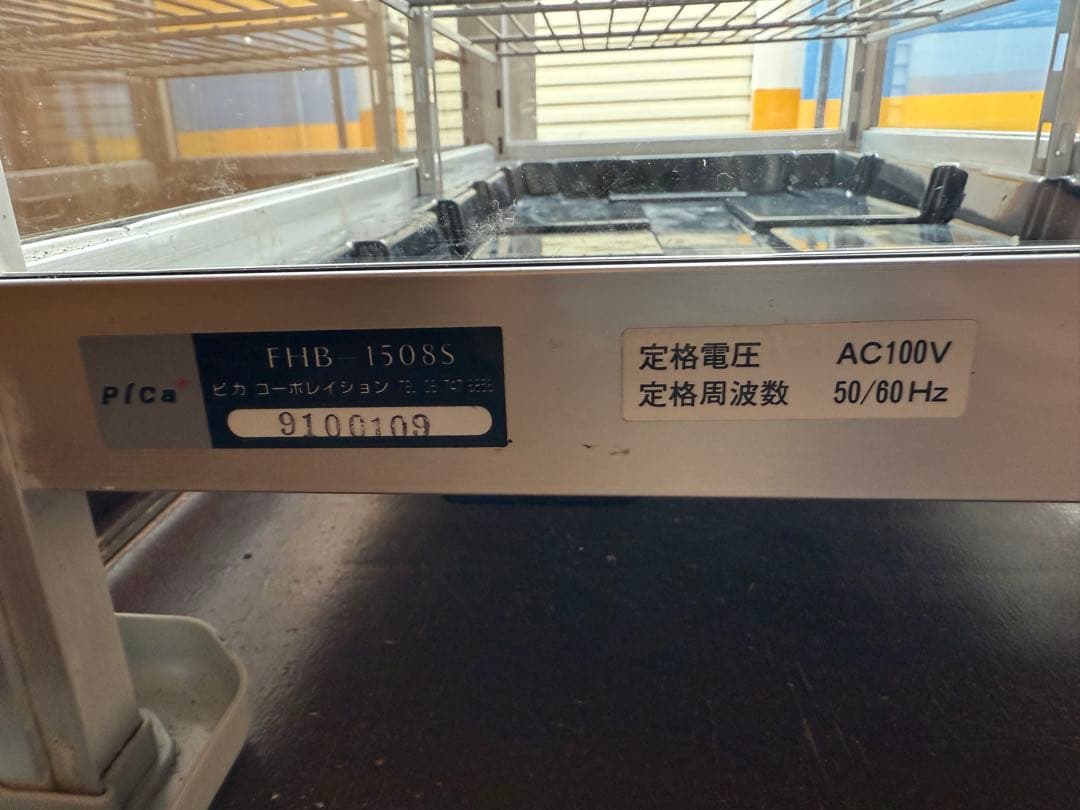 PiCa
FHB-1508S
ピカ コーポレイション
9100109
定格電圧 AC100V
定格周波数 50/60Hz